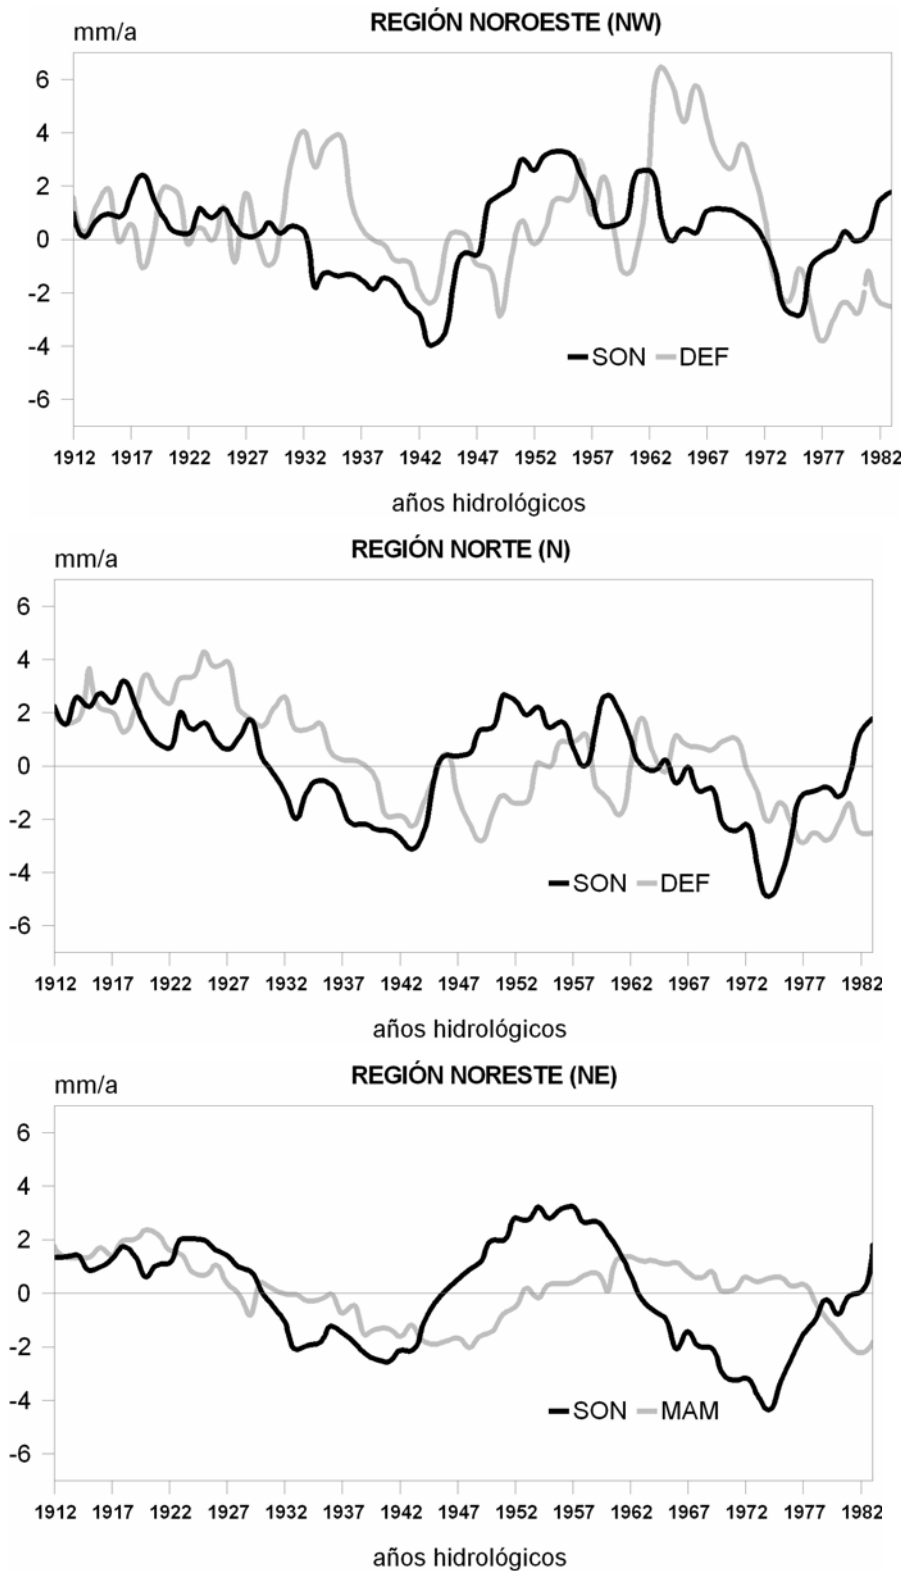 REGIÓN NOROESTE (NW)
mm/a
6
4
2
0
-2
-4
-6
SON DEF
1912 1917 1922 1927 1932 1937 1942 1947 1952 1957 1962 1967 1972 1977 1982
años hidrológicos
REGIÓN NORTE (N)
mm/a
6
4
2
0
-2
-4
-6
SON DEF
1912 1917 1922 1927 1932 1937 1942 1947 1952 1957 1962 1967 1972 1977 1982
años hidrológicos
REGIÓN NORESTE (NE)
mm/a
6
4
2
0
-2
-4
-6
SON MAM
1912 1917 1922 1927 1932 1937 1942 1947 1952 1957 1962 1967 1972 1977 1982
años hidrológicos